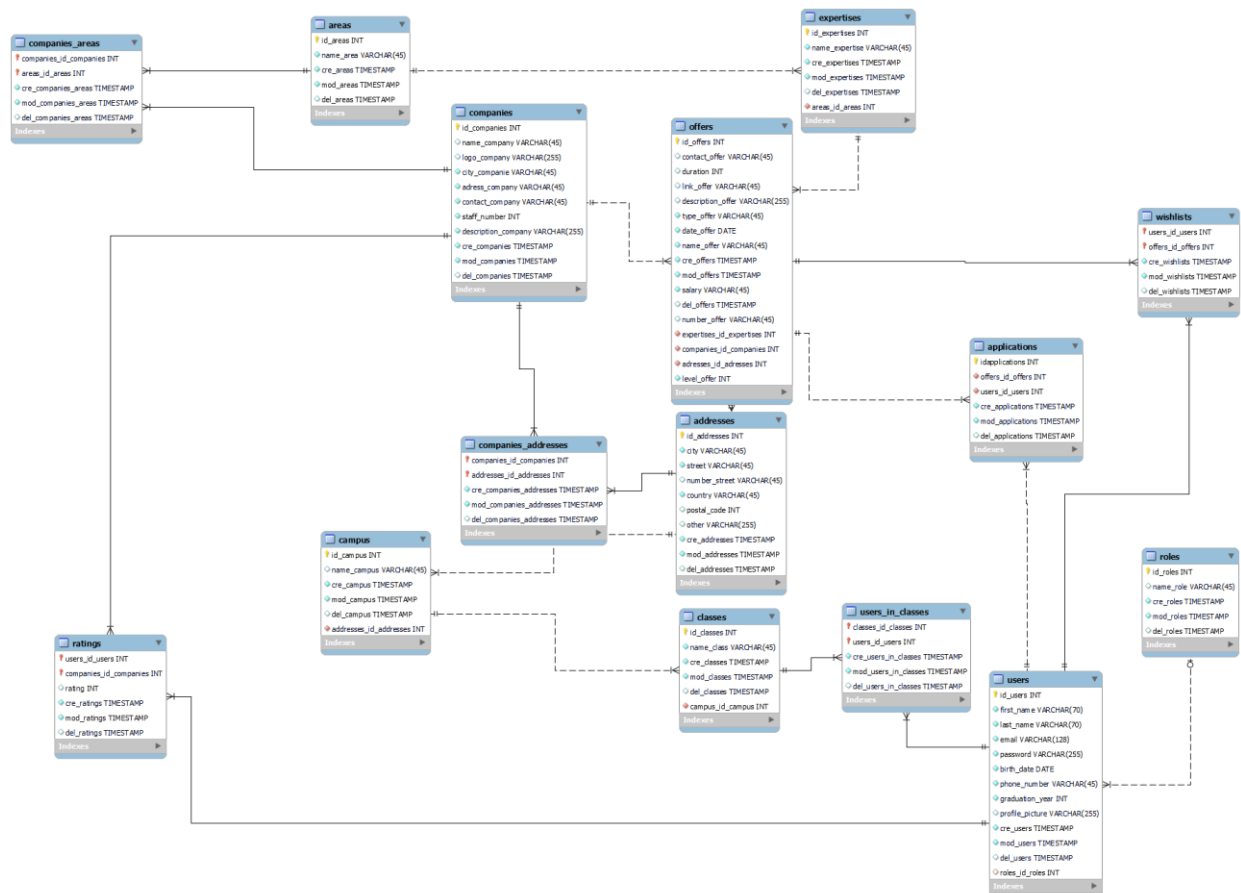 companies_areas
companies_id_companies INT
areas_id_areas INT
cre_companies_areas TIMESTAMP
mod_companies_areas TIMESTAMP
del_companies_areas TIMESTAMP
Indexes
areas
id_areas INT
name_area VARCHAR(45)
cre_areas TIMESTAMP
mod_areas TIMESTAMP
del_areas TIMESTAMP
Indexes
expertises
id_expertises INT
name_expertise VARCHAR(45)
cre_expertises TIMESTAMP
mod_expertises TIMESTAMP
del_expertises TIMESTAMP
areas_id_areas INT
Indexes
companies
id_companies INT
name_company VARCHAR(45)
logo_company VARCHAR(255)
city_companie VARCHAR(45)
adress_company VARCHAR(45)
contact_company VARCHAR(45)
staff_number INT
description_company VARCHAR(255)
cre_companies TIMESTAMP
mod_companies TIMESTAMP
del_companies TIMESTAMP
Indexes
offers
id_offers INT
contact_offer VARCHAR(45)
duration INT
link_offer VARCHAR(45)
description_offer VARCHAR(255)
type_offer VARCHAR(45)
date_offer DATE
name_offer VARCHAR(45)
cre_offers TIMESTAMP
mod_offers TIMESTAMP
salary VARCHAR(45)
del_offers TIMESTAMP
number_offer VARCHAR(45)
expertises_id_expertises INT
companies_id_companies INT
adresses_id_adresses INT
level_offer INT
Indexes
wishlists
users_id_users INT
offers_id_offers INT
cre_wishlists TIMESTAMP
mod_wishlists TIMESTAMP
del_wishlists TIMESTAMP
Indexes
applications
idapplications INT
offers_id_offers INT
users_id_users INT
cre_applications TIMESTAMP
mod_applications TIMESTAMP
del_applications TIMESTAMP
Indexes
companies_addresses
companies_id_companies INT
addresses_id_addresses INT
cre_companies_addresses TIMESTAMP
mod_companies_addresses TIMESTAMP
del_companies_addresses TIMESTAMP
Indexes
addresses
id_addresses INT
city VARCHAR(45)
street VARCHAR(45)
number_street VARCHAR(45)
country VARCHAR(45)
postal_code INT
other VARCHAR(255)
cre_addresses TIMESTAMP
mod_addresses TIMESTAMP
del_addresses TIMESTAMP
Indexes
campus
id_campus INT
name_campus VARCHAR(45)
cre_campus TIMESTAMP
mod_campus TIMESTAMP
del_campus TIMESTAMP
addresses_id_addresses INT
Indexes
roles
id_roles INT
name_role VARCHAR(45)
cre_roles TIMESTAMP
mod_roles TIMESTAMP
del_roles TIMESTAMP
Indexes
ratings
users_id_users INT
companies_id_companies INT
rating INT
cre_ratings TIMESTAMP
mod_ratings TIMESTAMP
del_ratings TIMESTAMP
Indexes
classes
id_classes INT
name_class VARCHAR(45)
cre_classes TIMESTAMP
mod_classes TIMESTAMP
del_classes TIMESTAMP
campus_id_campus INT
Indexes
users_in_classes
classes_id_classes INT
users_id_users INT
cre_users_in_classes TIMESTAMP
mod_users_in_classes TIMESTAMP
del_users_in_classes TIMESTAMP
Indexes
users
id_users INT
first_name VARCHAR(70)
last_name VARCHAR(70)
email VARCHAR(128)
password VARCHAR(255)
birth_date DATE
phone_number VARCHAR(45)
graduation_year INT
profile_picture VARCHAR(255)
cre_users TIMESTAMP
mod_users TIMESTAMP
del_users TIMESTAMP
roles_id_roles INT
Indexes